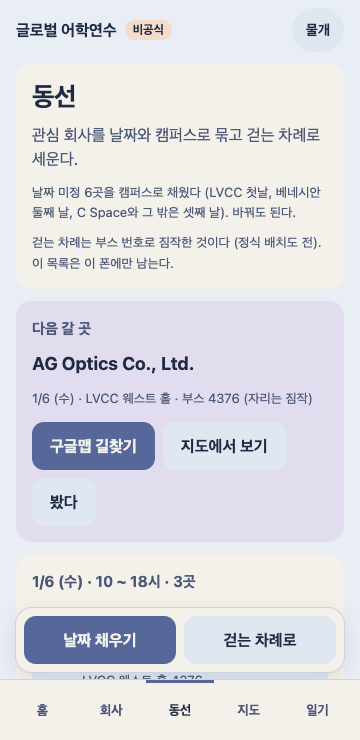 글로벌 어학연수 비공식 물개
동선
관심 회사를 날짜와 캠퍼스로 묶고 걷는 차례로
세운다.
날짜 미정 6곳을 캠퍼스로 채웠다 (LVCC 첫날, 베네시안
둘째 날, C Space와 그 밖은 셋째 날). 바꿔도 된다.
걷는 차례는 부스 번호로 짐작한 것이다 (정식 배치도 전).
이 목록은 이 폰에만 남는다.
다음 갈 곳
AG Optics Co., Ltd.
1/6 (수) · LVCC 웨스트 홀 · 부스 4376 (자리는 짐작)
구글맵 길찾기 지도에서 보기
봤다
1/6 (수) · 10 ~ 18시 · 3곳
날짜 채우기 걷는 차례로
LVCC 웨스트 홀 4376
홈 회사 동선 지도 일기